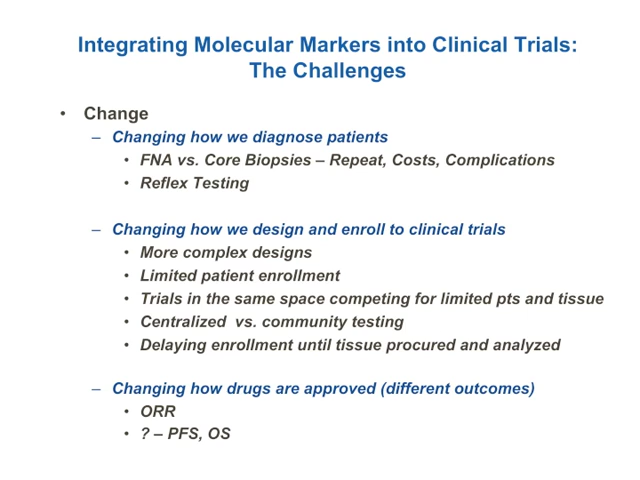 Integrating Molecular Markers into Clinical Trials:
The Challenges
• Change
– Changing how we diagnose patients
• FNA vs. Core Biopsies – Repeat, Costs, Complications
• Reflex Testing
– Changing how we design and enroll to clinical trials
• More complex designs
• Limited patient enrollment
• Trials in the same space competing for limited pts and tissue
• Centralized vs. community testing
• Delaying enrollment until tissue procured and analyzed
– Changing how drugs are approved (different outcomes)
• ORR
• ? – PFS, OS